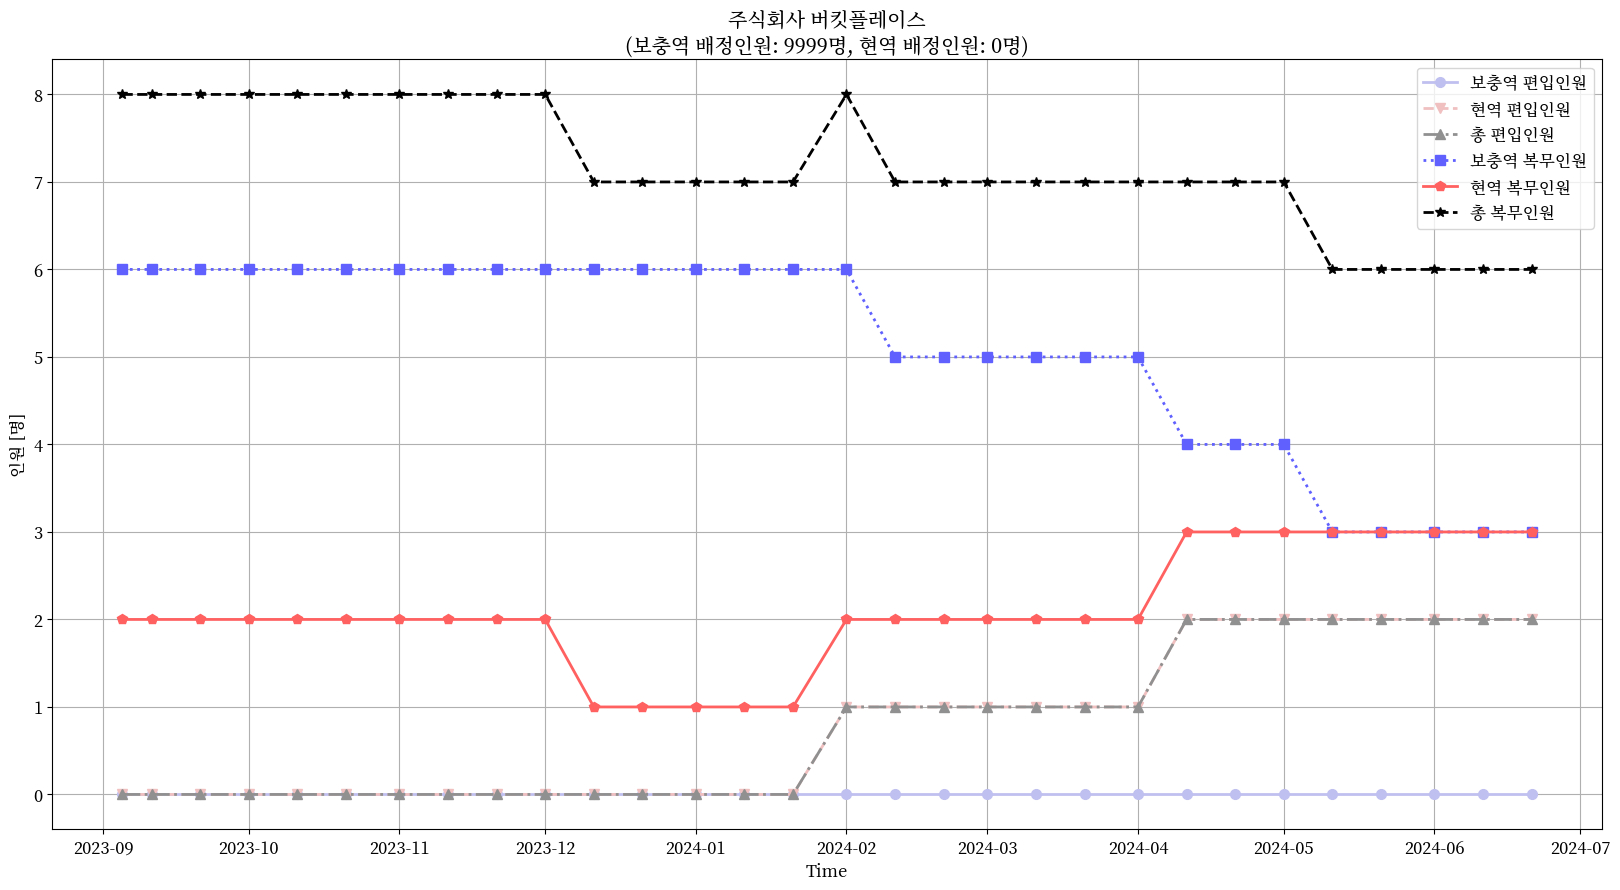 주식회사 버킷플레이스
(보충역 배정인원: 9999명, 현역 배정인원: 0명)
보충역 편입인원
현역 편입인원
총 편입인원
보충역 복무인원
현역 복무인원
총 복무인원
인원 [명]
8
7
6
5
4
3
2
1
0
2023-09
2023-10
2023-11
2023-12
2024-01
2024-02
2024-03
2024-04
2024-05
2024-06
2024-07
Time